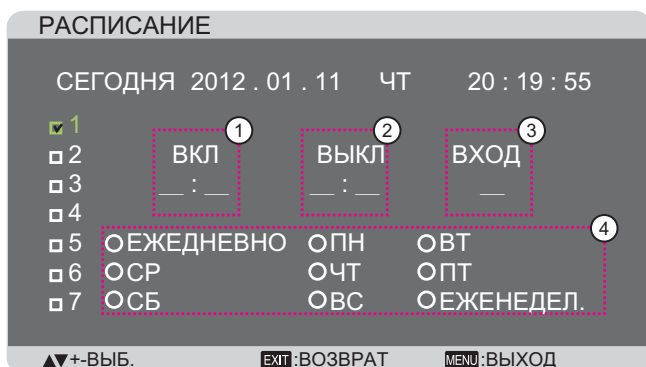 РАСПИСАНИЕ
СЕГОДНЯ 2012 . 01 . 11 ЧТ 20 : 19 : 55
1
1 2 3
2 ВКЛ ВЫКЛ ВХОД
3 __ : __ __ : __ __
4
4
5 ЕЖЕДНЕВНО ПН ВТ
6 СР ЧТ ПТ
7 СБ ВС ЕЖЕНЕДЕЛ.
▲▼+-ВЫБ. EXIT:ВОЗВРАТ MENU:ВЫХОД